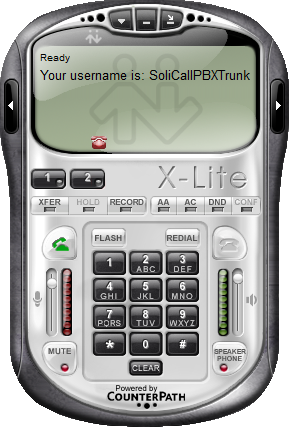 Ready
Your username is: SoliCallPBXTrunk
X-Lite
1 2
XFER HOLD RECORD AA AC DND CONF
FLASH REDIAL
1 2 ABC 3 DEF
4 GHI 5 JKL 6 MNO
7 PQRS 8 TUV 9 WXYZ
* 0 #
MUTE CLEAR SPEAKER PHONE
Powered by
COUNTERPATH